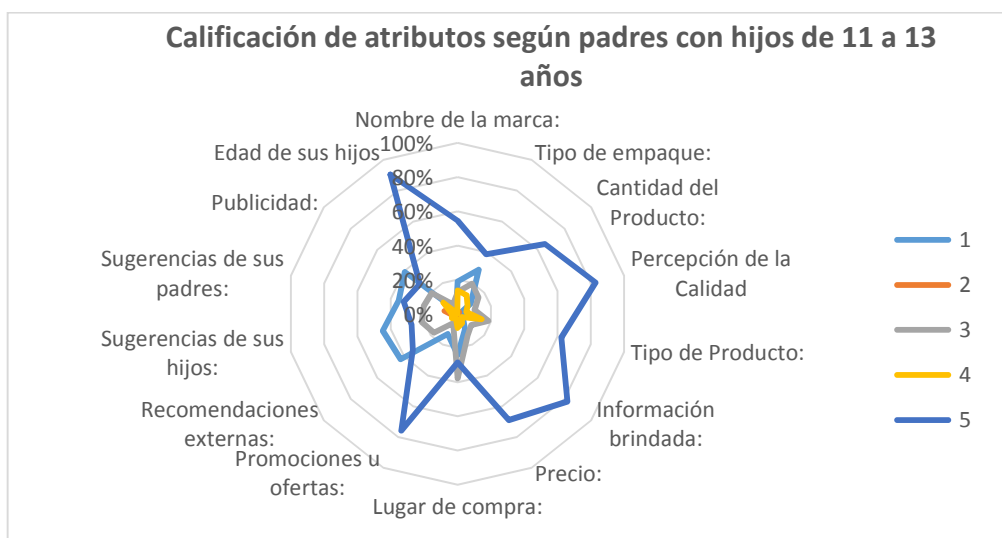 Calificación de atributos según padres con hijos de 11 a 13
años
Nombre de la marca:
100%
80%
60%
40%
20%
0%
Tipo de empaque:
Cantidad del
Producto:
Percepción de la
Calidad
Tipo de Producto:
Información
brindada:
Precio:
Lugar de compra:
Promociones u
ofertas:
Recomendaciones
externas:
Sugerencias de sus
hijos:
Sugerencias de sus
padres:
Publicidad:
Edad de sus hijos
1
2
3
4
5